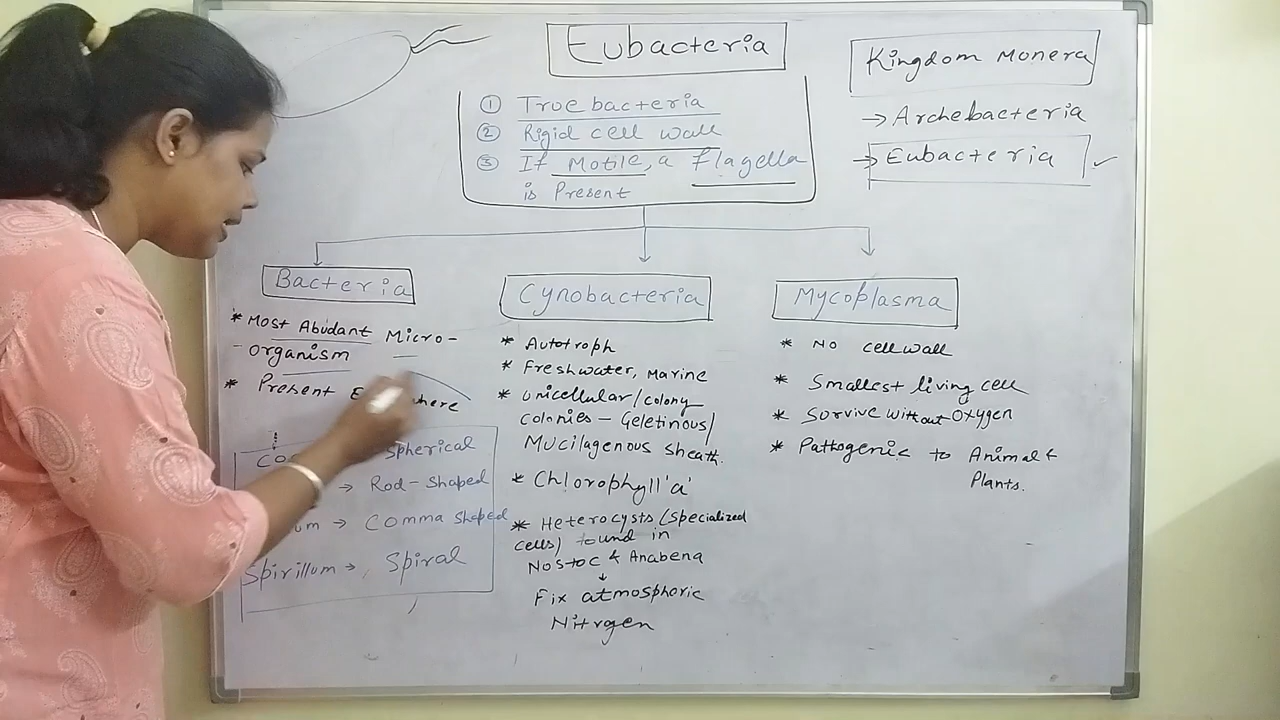 Eubacteria
① True bacteria
② Rigid cell wall
③ If Motile, a flagella
is Present
Kingdom Monera
→ Archebacteria
→ Eubacteria ✓
Bacteria
* Most Abudant Micro-
- organism
* Present
Spherical
→ Rod-Shaped
→ Comma Shaped
Spirillum → Spiral
Cynobacteria
* Autotroph
* Freshwater, Marine
* Unicellular/colony
colonies - Geletinous/
Mucilagenous sheath.
* Chlorophyll 'a'
* Heterocysts (specialized
cells) found in
Nostoc & Anabena
↓
Fix atmosphoric
Nitrgen
Mycoplasma
* No cell wall
* Smallest living cell
* Survive without Oxygen
* Pathogenic to Animal &
Plants.